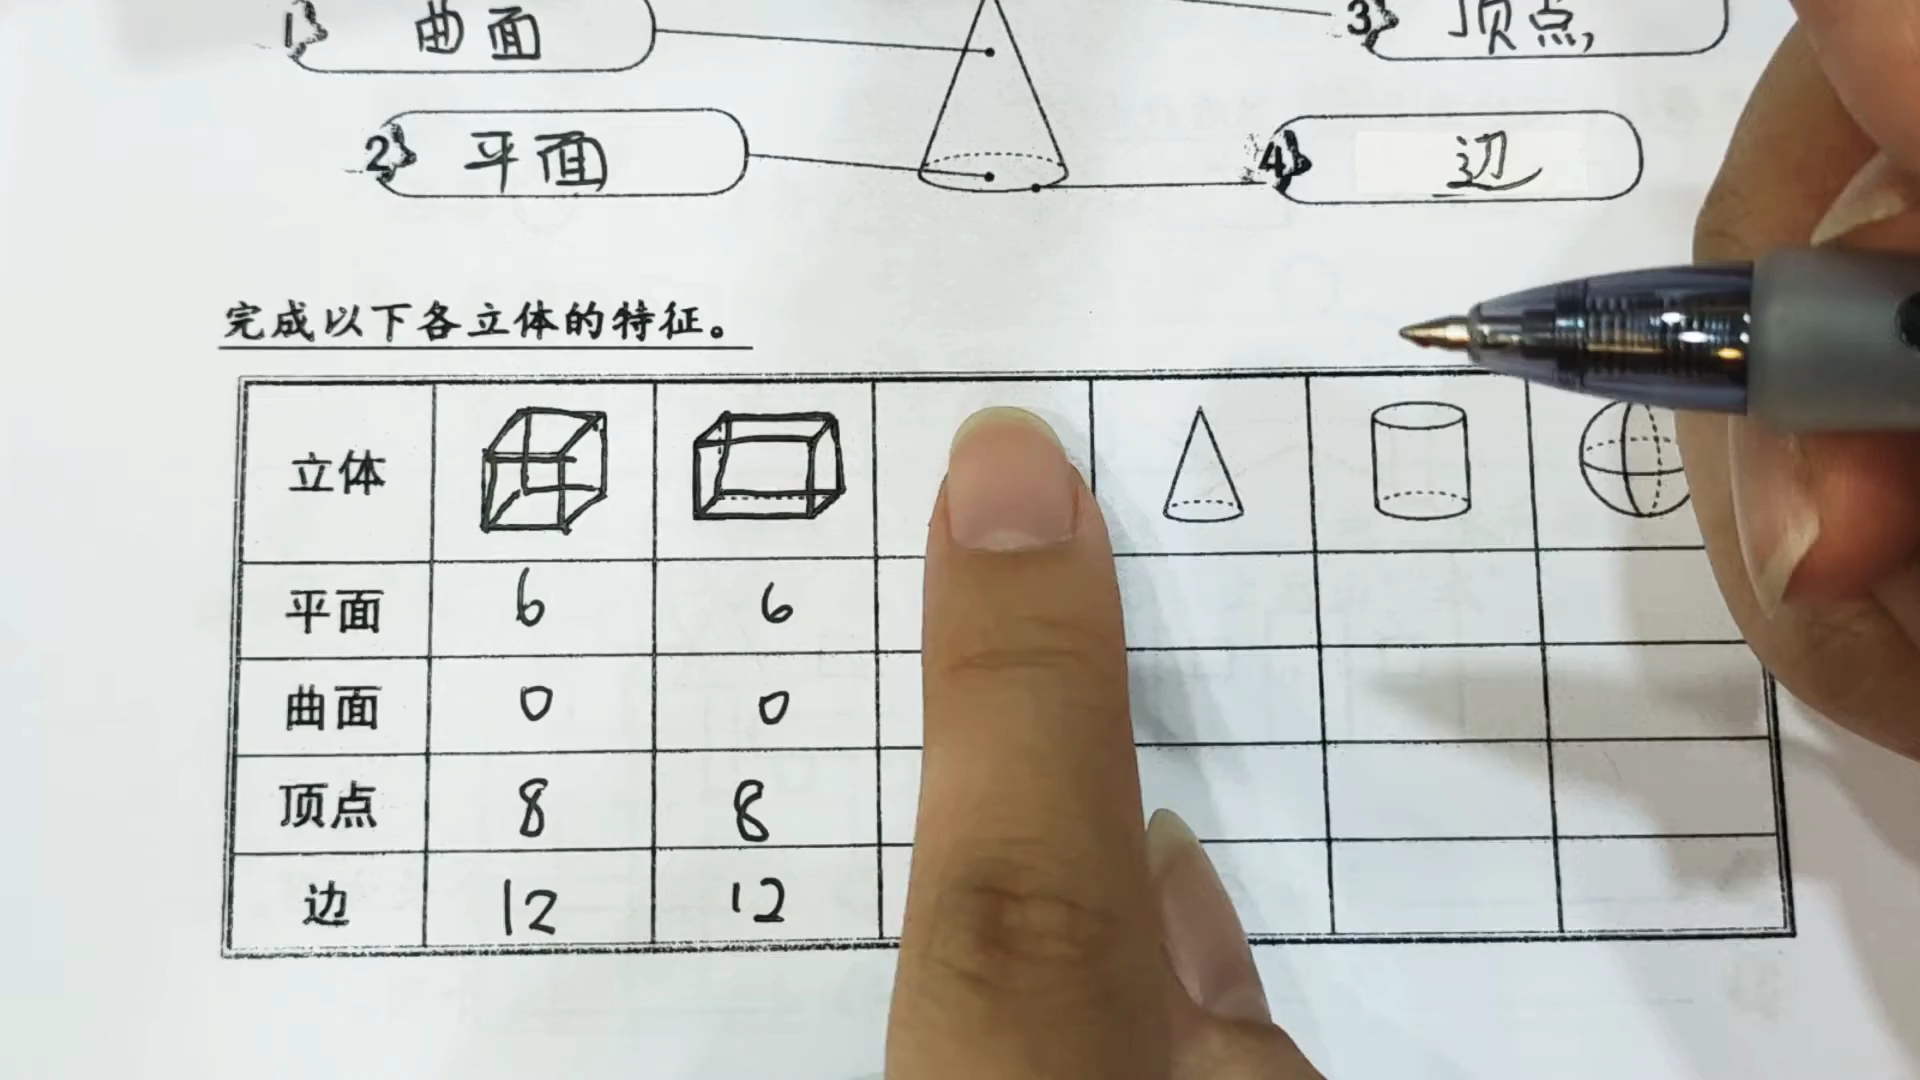 1 曲面
3 顶点
2 平面
4 边
完成以下各立体的特征。
立体
平面 6 6
曲面 0 0
顶点 8 8
边 12 12